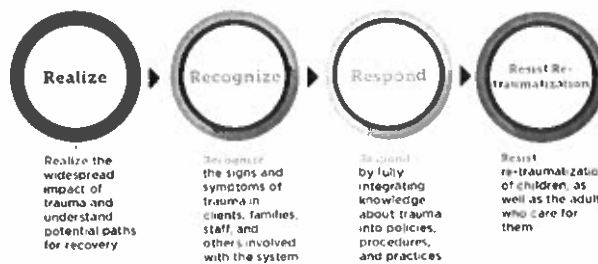 Realize
Recognize
Respond
Resist Re-
traumatization
Realize the
widespread
impact of
trauma and
understand
potential paths
for recovery
Recognize
the signs and
symptoms of
trauma in
clients, families,
staff, and
others involved
with the system
Respond
by fully
integrating
knowledge
about trauma
into policies,
procedures,
and practices
Resist
re-traumatizatio
of children, as
well as the adult
who care for
them